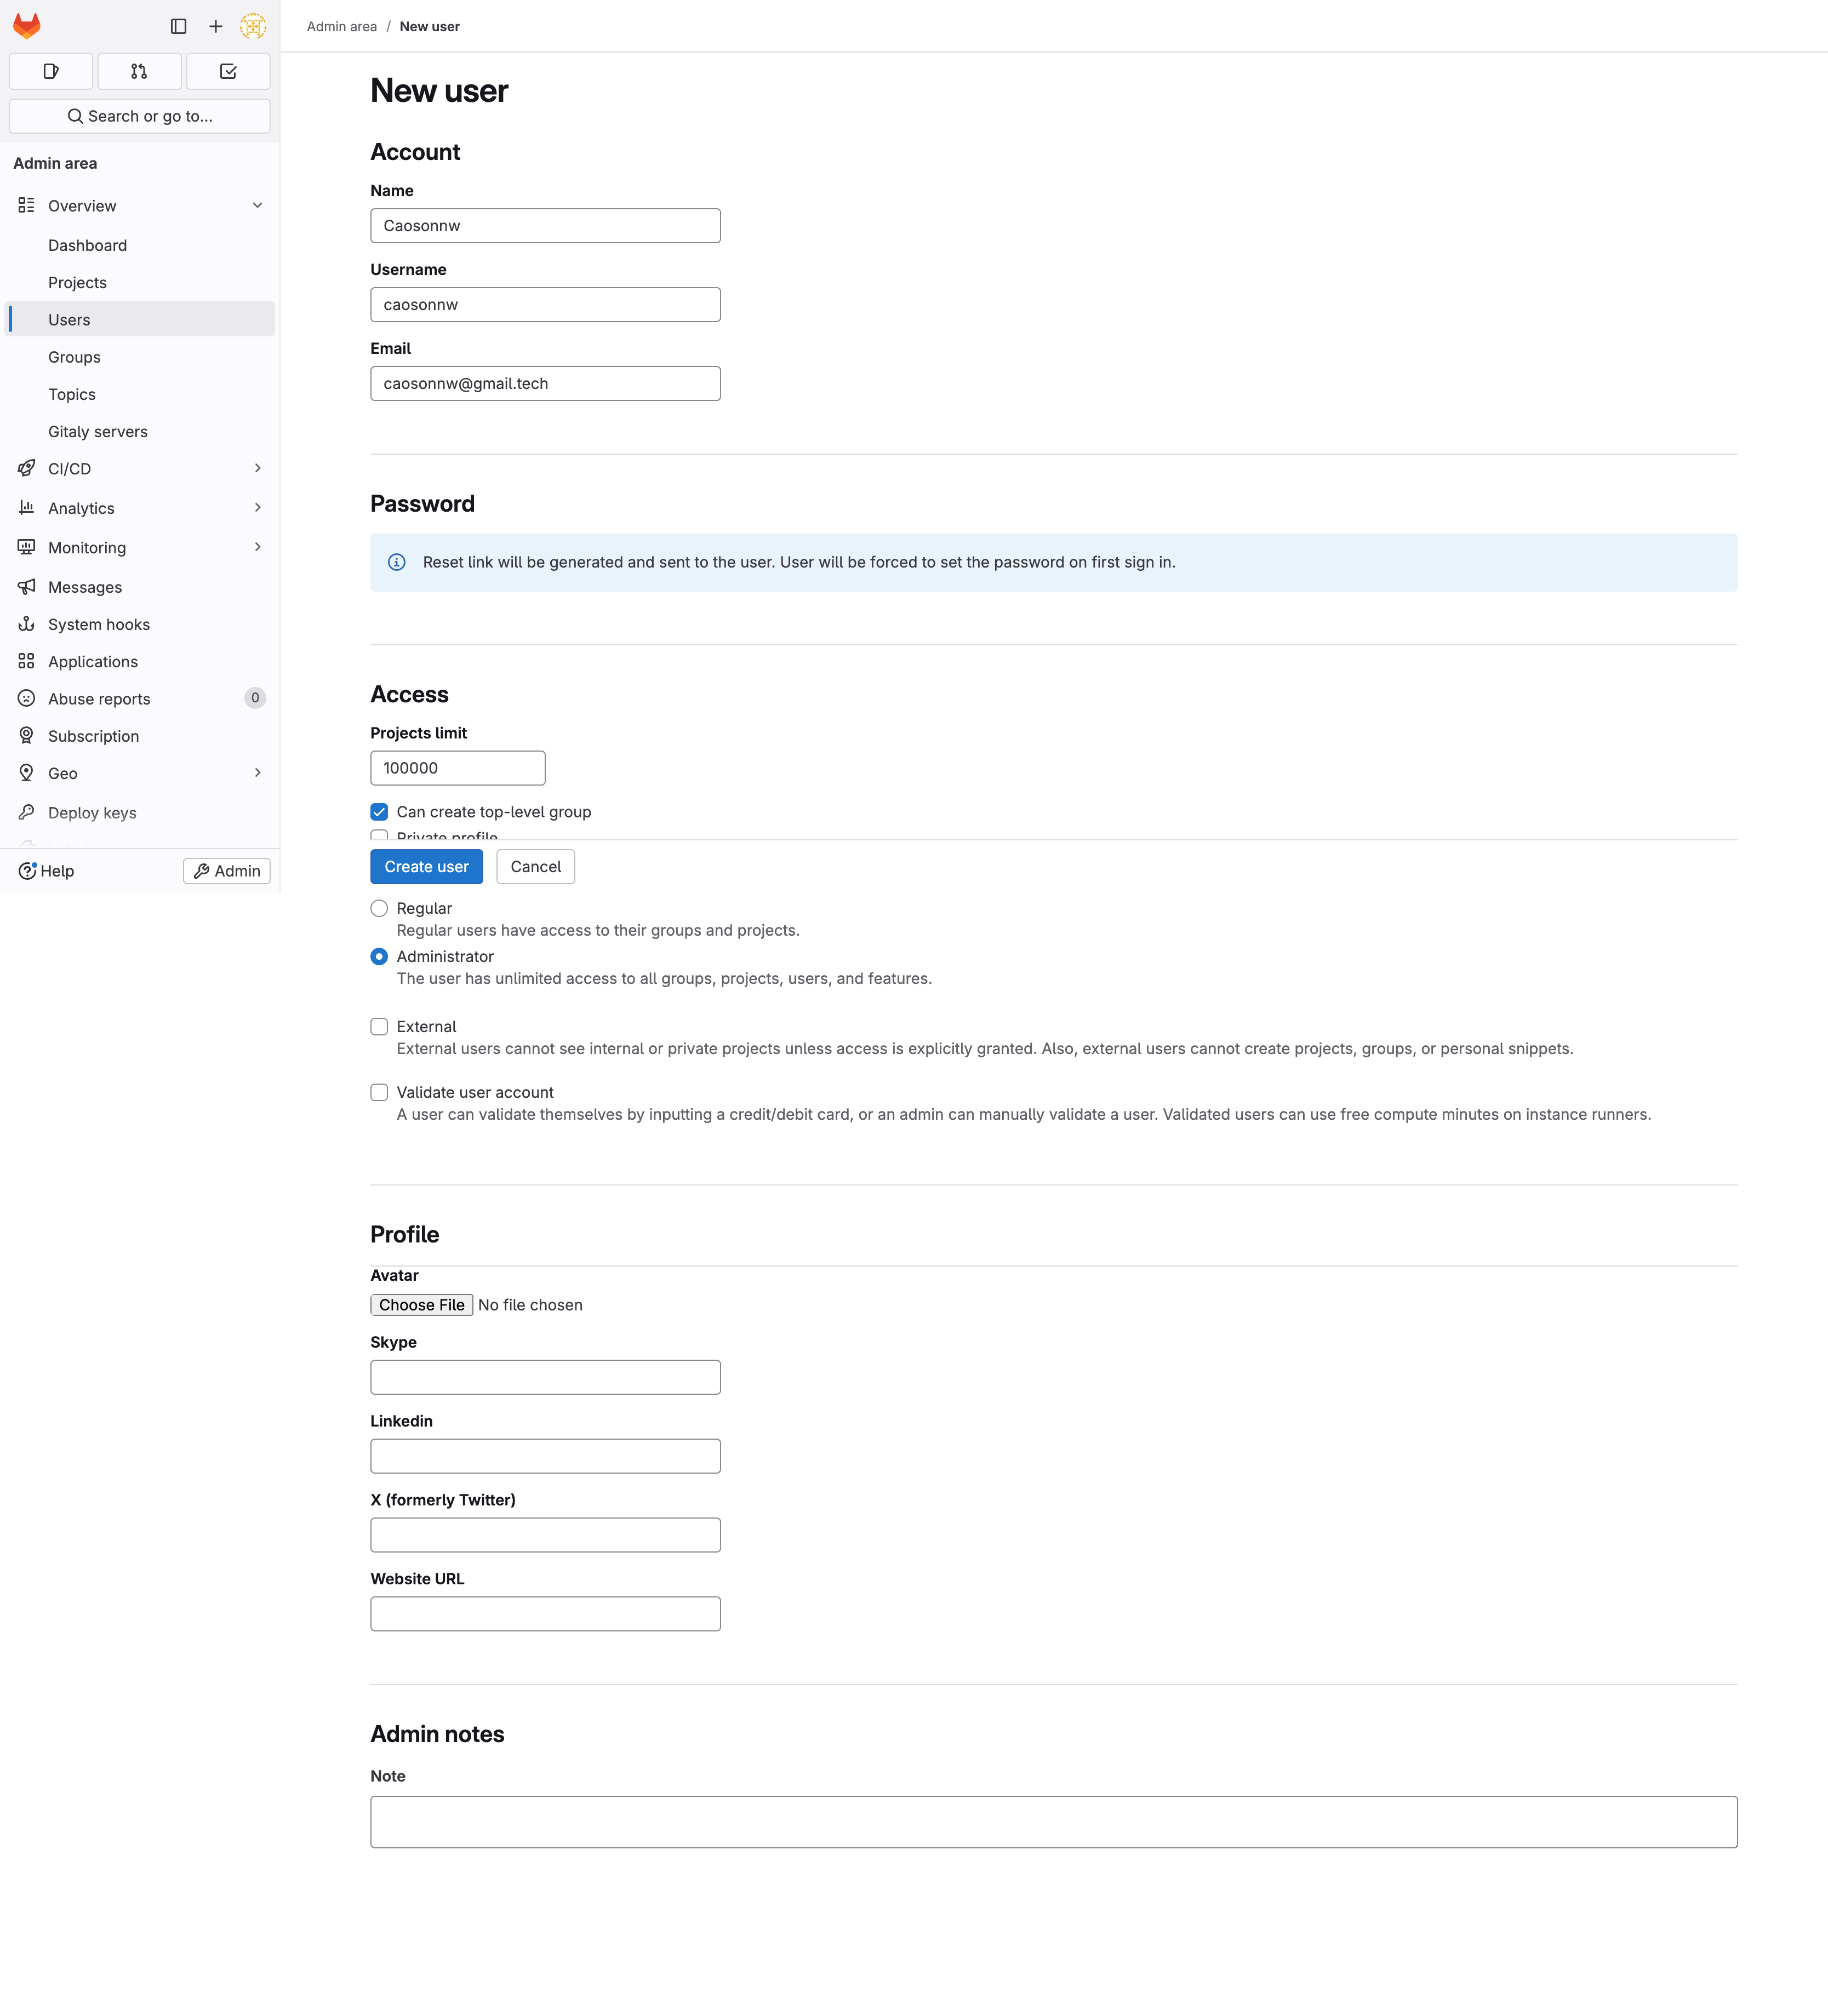 Admin area / New user
Search or go to...
Admin area
Overview
Dashboard
Projects
Users
Groups
Topics
Gitaly servers
CI/CD
Analytics
Monitoring
Messages
System hooks
Applications
Abuse reports 0
Subscription
Geo
Deploy keys
Help
Admin
New user
Account
Name
Caosonnw
Username
caosonnw
Email
caosonnw@gmail.tech
Password
Reset link will be generated and sent to the user. User will be forced to set the password on first sign in.
Access
Projects limit
100000
Can create top-level group
Private profile
Create user Cancel
Regular
Regular users have access to their groups and projects.
Administrator
The user has unlimited access to all groups, projects, users, and features.
External
External users cannot see internal or private projects unless access is explicitly granted. Also, external users cannot create projects, groups, or personal snippets.
Validate user account
A user can validate themselves by inputting a credit/debit card, or an admin can manually validate a user. Validated users can use free compute minutes on instance runners.
Profile
Avatar
Choose File No file chosen
Skype
Linkedin
X (formerly Twitter)
Website URL
Admin notes
Note